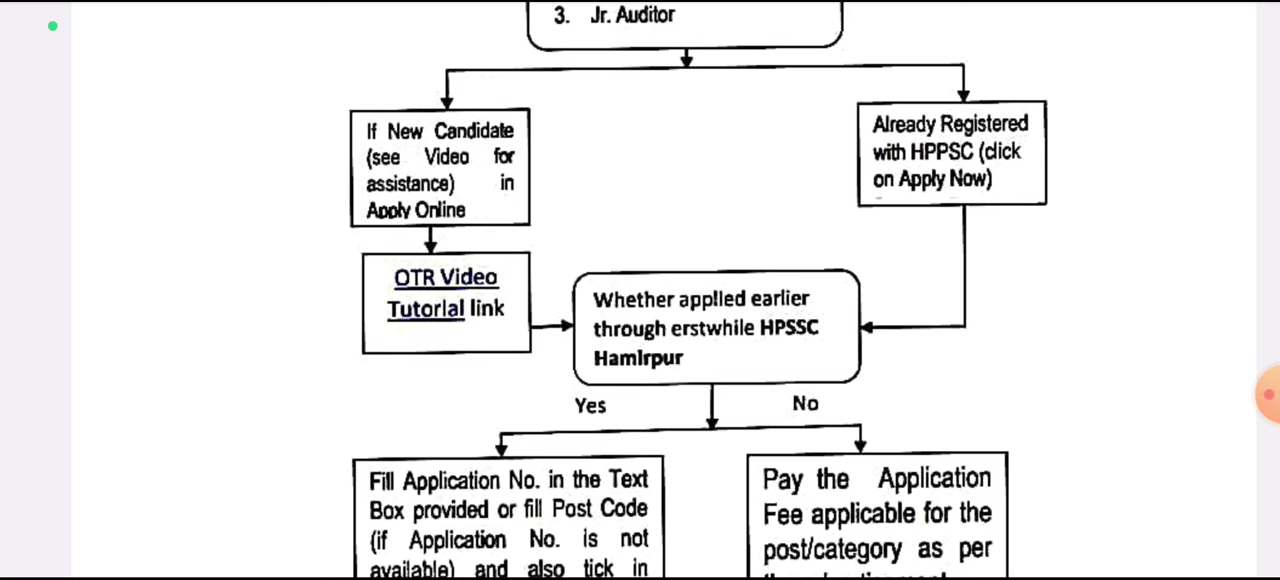 3. Jr. Auditor
If New Candidate
(see Video for
assistance) in
Apply Online
Already Registered
with HPPSC (click
on Apply Now)
OTR Video
Tutorial link
Whether applied earlier
through erstwhile HPSSC
Hamirpur
Yes
No
Fill Application No. in the Text
Box provided or fill Post Code
(if Application No. is not
available) and also tick in
Pay the Application
Fee applicable for the
post/category as per